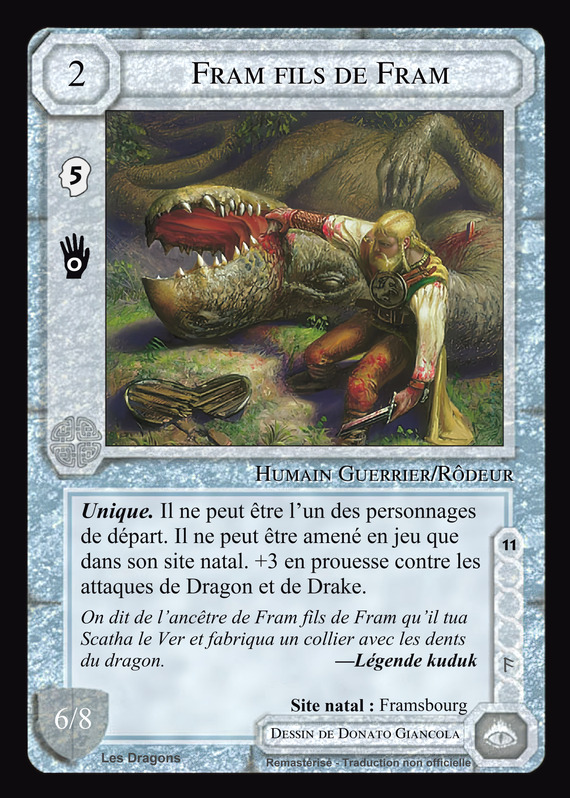 2
Fram fils de Fram
5
Humain Guerrier/Rôdeur
Unique. Il ne peut être l’un des personnages
de départ. Il ne peut être amené en jeu que
dans son site natal. +3 en prouesse contre les
attaques de Dragon et de Drake.
11
On dit de l’ancêtre de Fram fils de Fram qu’il tua
Scatha le Ver et fabriqua un collier avec les dents
du dragon. —Légende kuduk
Site natal : Framsbourg
6/8
Dessin de Donato Giancola
Les Dragons
Remastérisé - Traduction non officielle